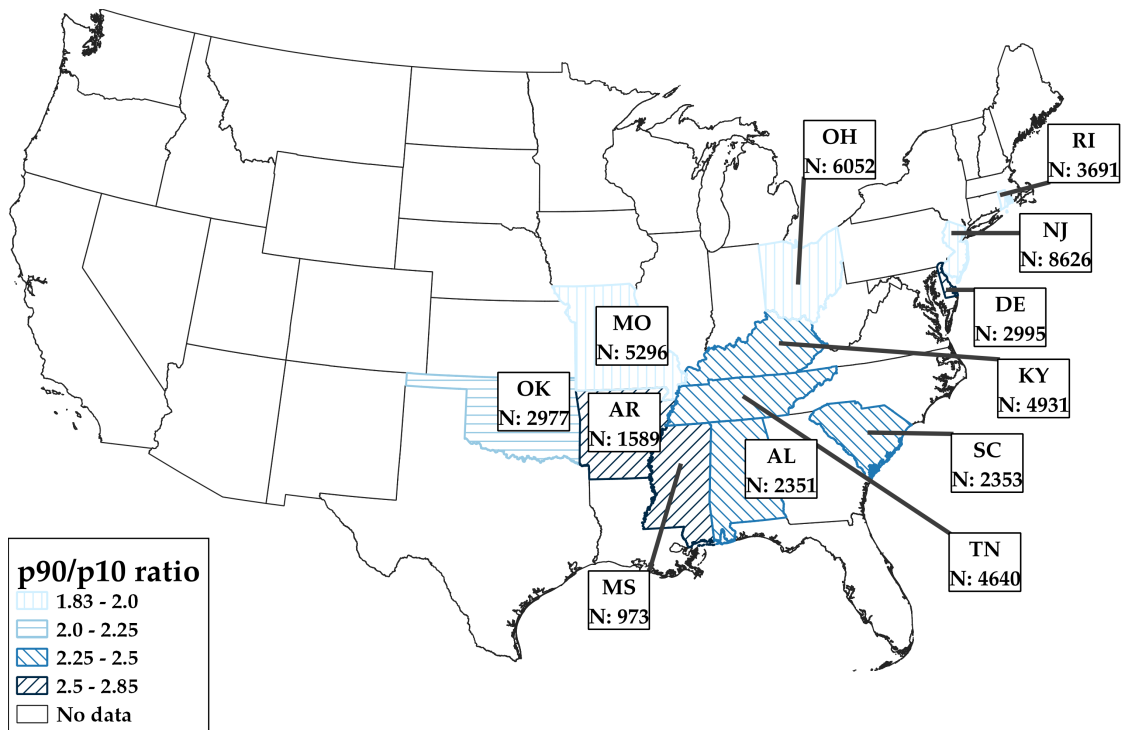 OH
N: 6052
RI
N: 3691
NJ
N: 8626
DE
N: 2995
MO
N: 5296
KY
N: 4931
OK
N: 2977
AR
N: 1589
SC
N: 2353
AL
N: 2351
TN
N: 4640
MS
N: 973
p90/p10 ratio
1.83 - 2.0
2.0 - 2.25
2.25 - 2.5
2.5 - 2.85
No data